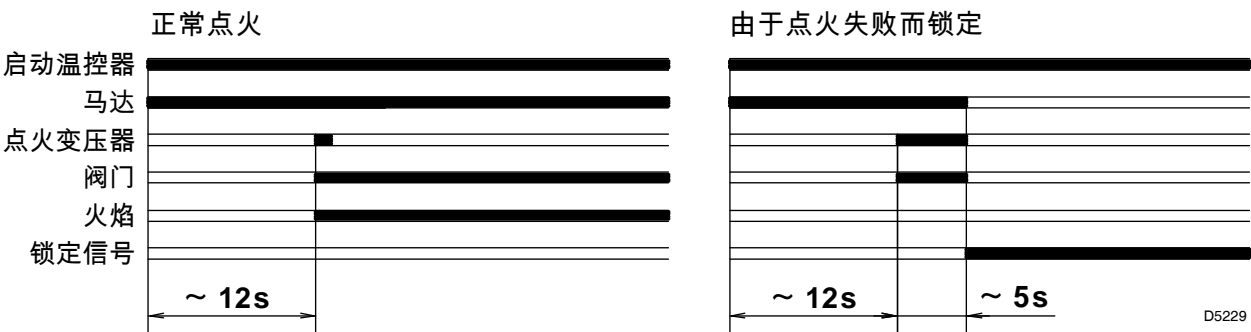 正常点火
由于点火失败而锁定
启动温控器
马达
点火变压器
阀门
火焰
锁定信号
~ 12s
~ 12s
~ 5s
D5229